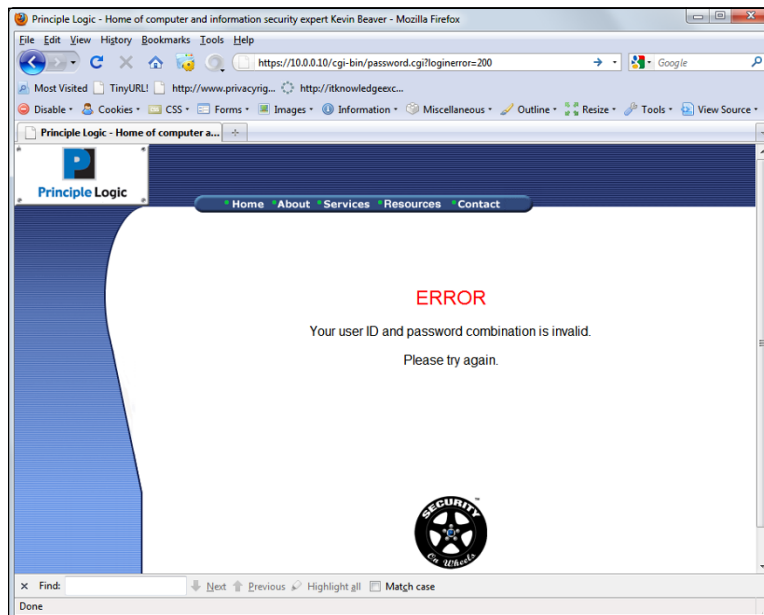 Principle Logic - Home of computer and information security expert Kevin Beaver - Mozilla Firefox
File Edit View History Bookmarks Tools Help
https://10.0.0.10/cgi-bin/password.cgi?loginerror=200 Google
Most Visited TinyURL! http://www.privacyrig... http://itknowledgeexc...
Disable Cookies CSS Forms Images Information Miscellaneous Outline Resize Tools View Source
Principle Logic - Home of computer a...
Principle Logic
Home About Services Resources Contact
ERROR
Your user ID and password combination is invalid.
Please try again.
SECURITY TM
On Wheels
× Find: Next Previous Highlight all Match case
Done